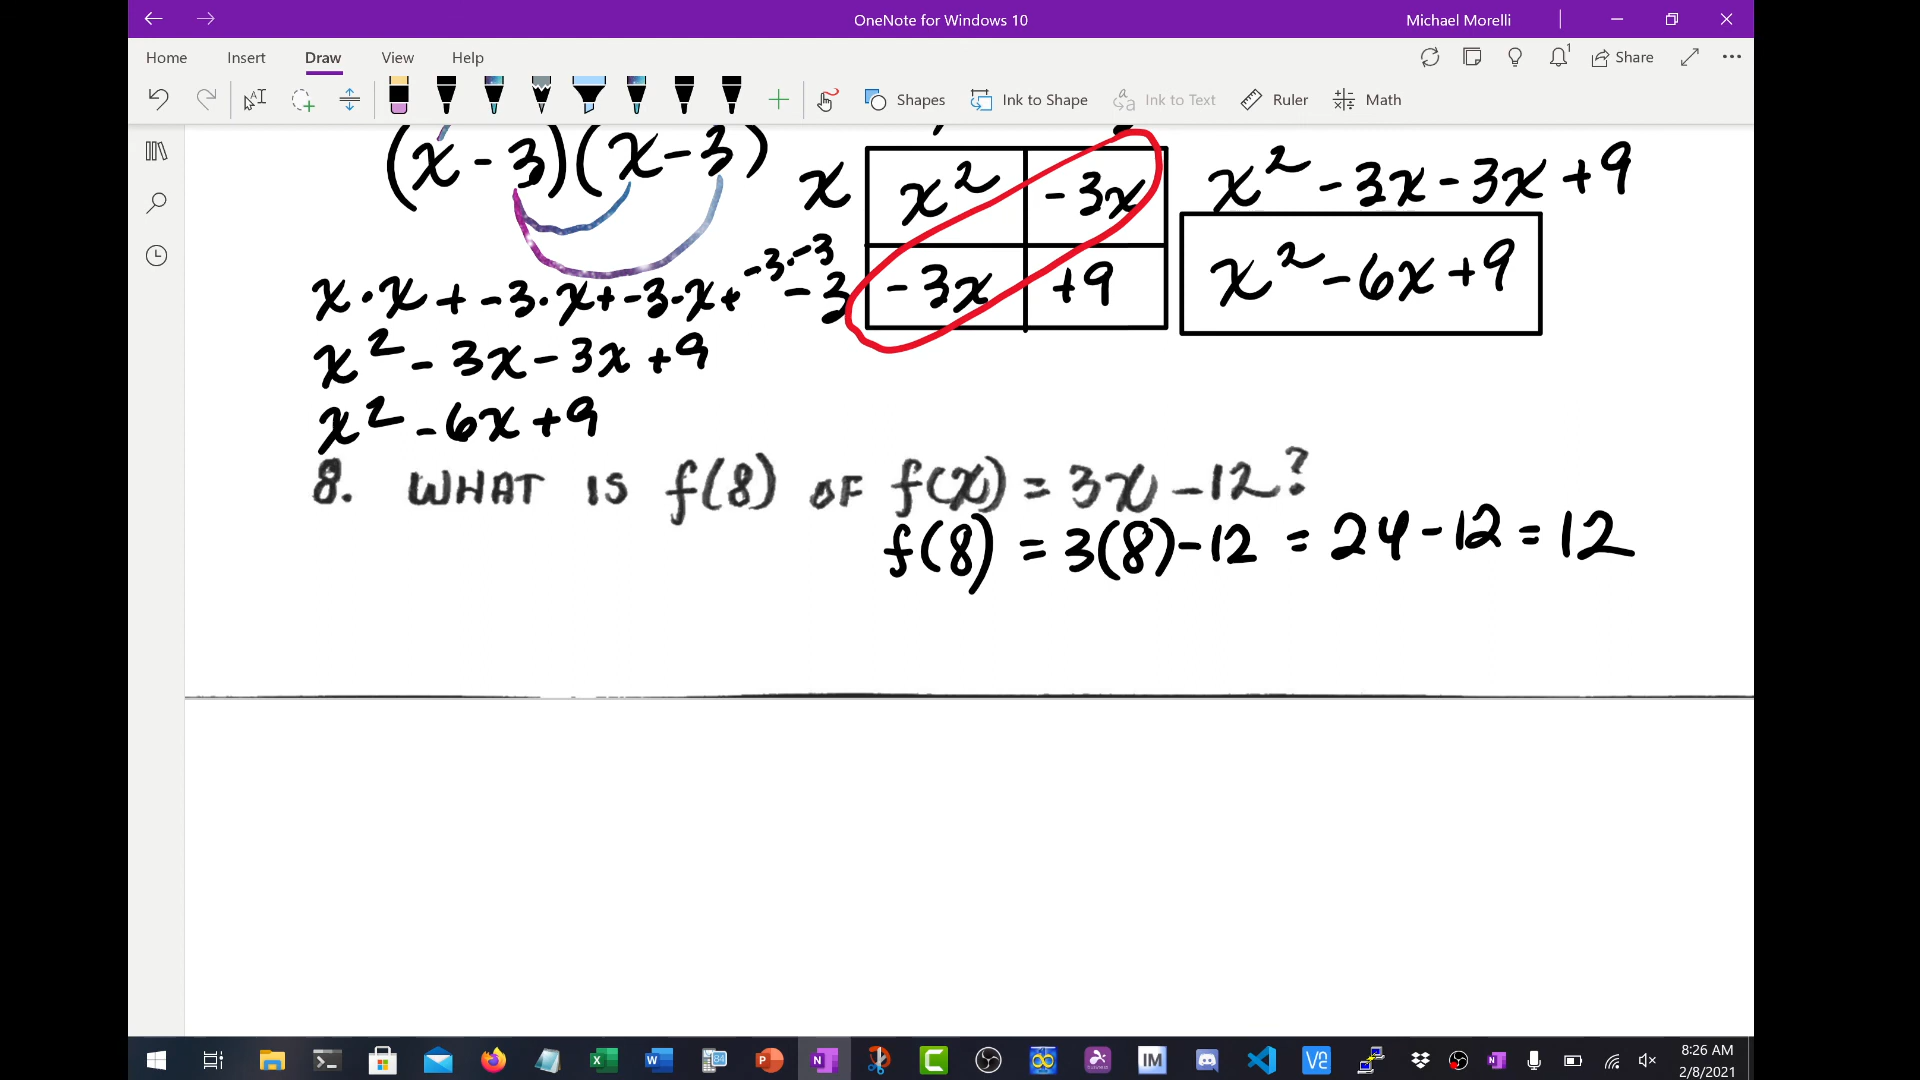 OneNote for Windows 10
Michael Morelli
Home Insert Draw View Help
1 Share
Shapes Ink to Shape Ink to Text Ruler Math
(x - 3)(x - 3)
x x² -3x
-3 -3x +9
x² - 3x - 3x + 9
x² - 6x + 9
x·x + -3·x + -3·x + -3·-3
x² - 3x - 3x + 9
x² - 6x + 9
8. WHAT IS f(8) OF f(x) = 3x - 12?
f(8) = 3(8) - 12 = 24 - 12 = 12
8:26 AM
2/8/2021